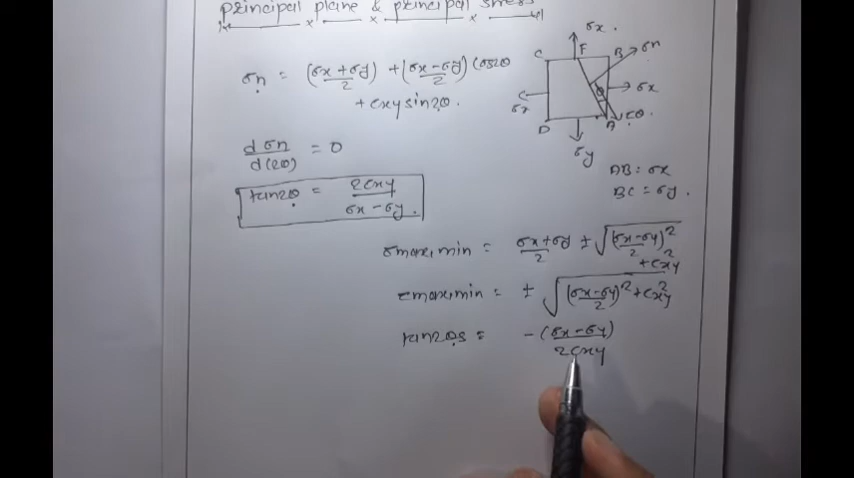 principal plane & principal stress
σn = (σx+σy)/2 + (σx-σy)/2 cos2θ
+ τxy sin2θ.
dσn/d(2θ) = 0
tan2θ = 2τxy/σx-σy.
σx.
C F B σn
σx
θ
τθ.
D A
σy
AB: σx
BC = σy.
σmax,min = σx+σy/2 ± √(σx-σy/2)² + τxy²
τmax,min = ± √(σx-σy/2)² + τxy²
tan2θs = -(σx-σy)/2τxy